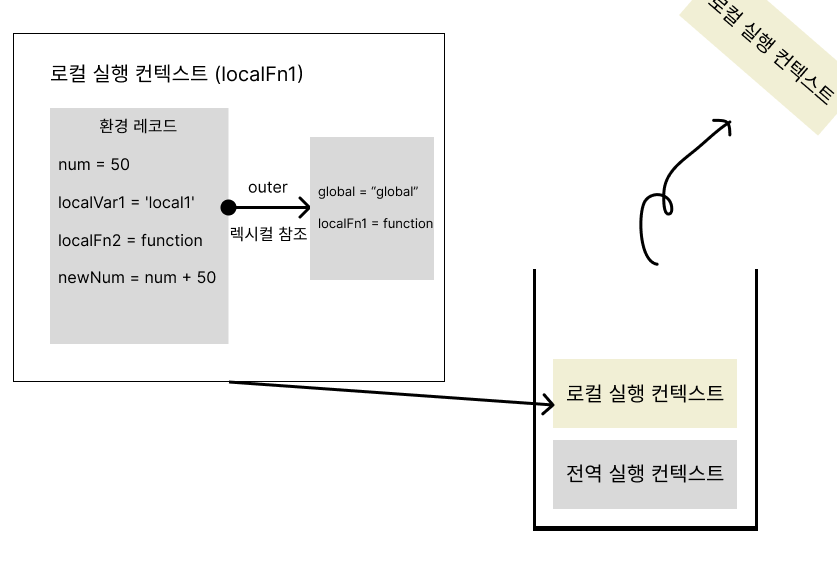 로컬 실행 컨텍스트 (localFn1)
환경 레코드
num = 50
localVar1 = 'local1'
localFn2 = function
newNum = num + 50
outer
렉시컬 참조
global = “global”
localFn1 = function
로컬 실행 컨텍스트
로컬 실행 컨텍스트
전역 실행 컨텍스트